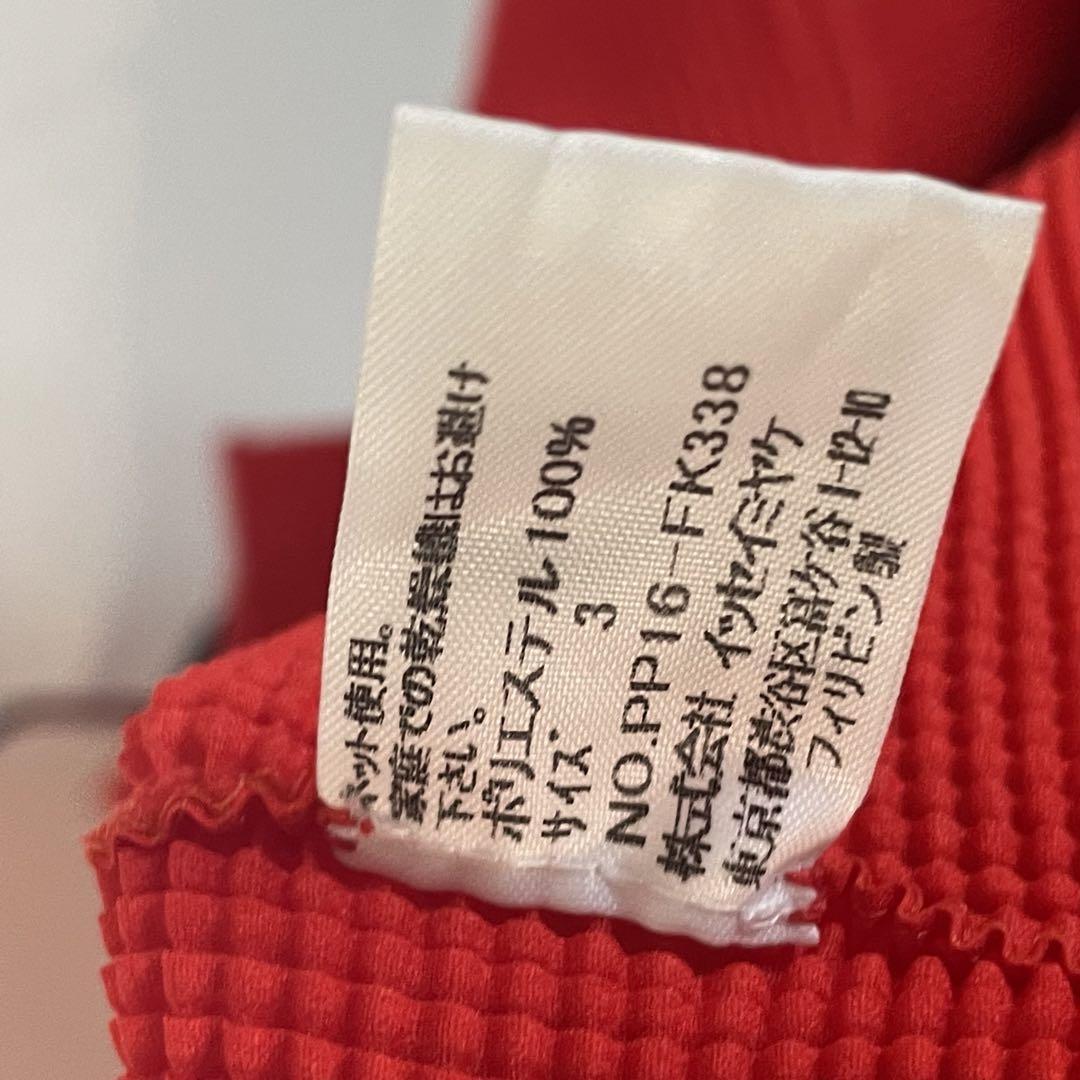 ネット使用。
家庭での乾燥機はお避け
下さい。
ポリエステル100%
サイズ 3
NO.PP16-FK338
株式会社 イッセイミヤケ
東京都渋谷区富ケ谷1-12-10
フィリピン製